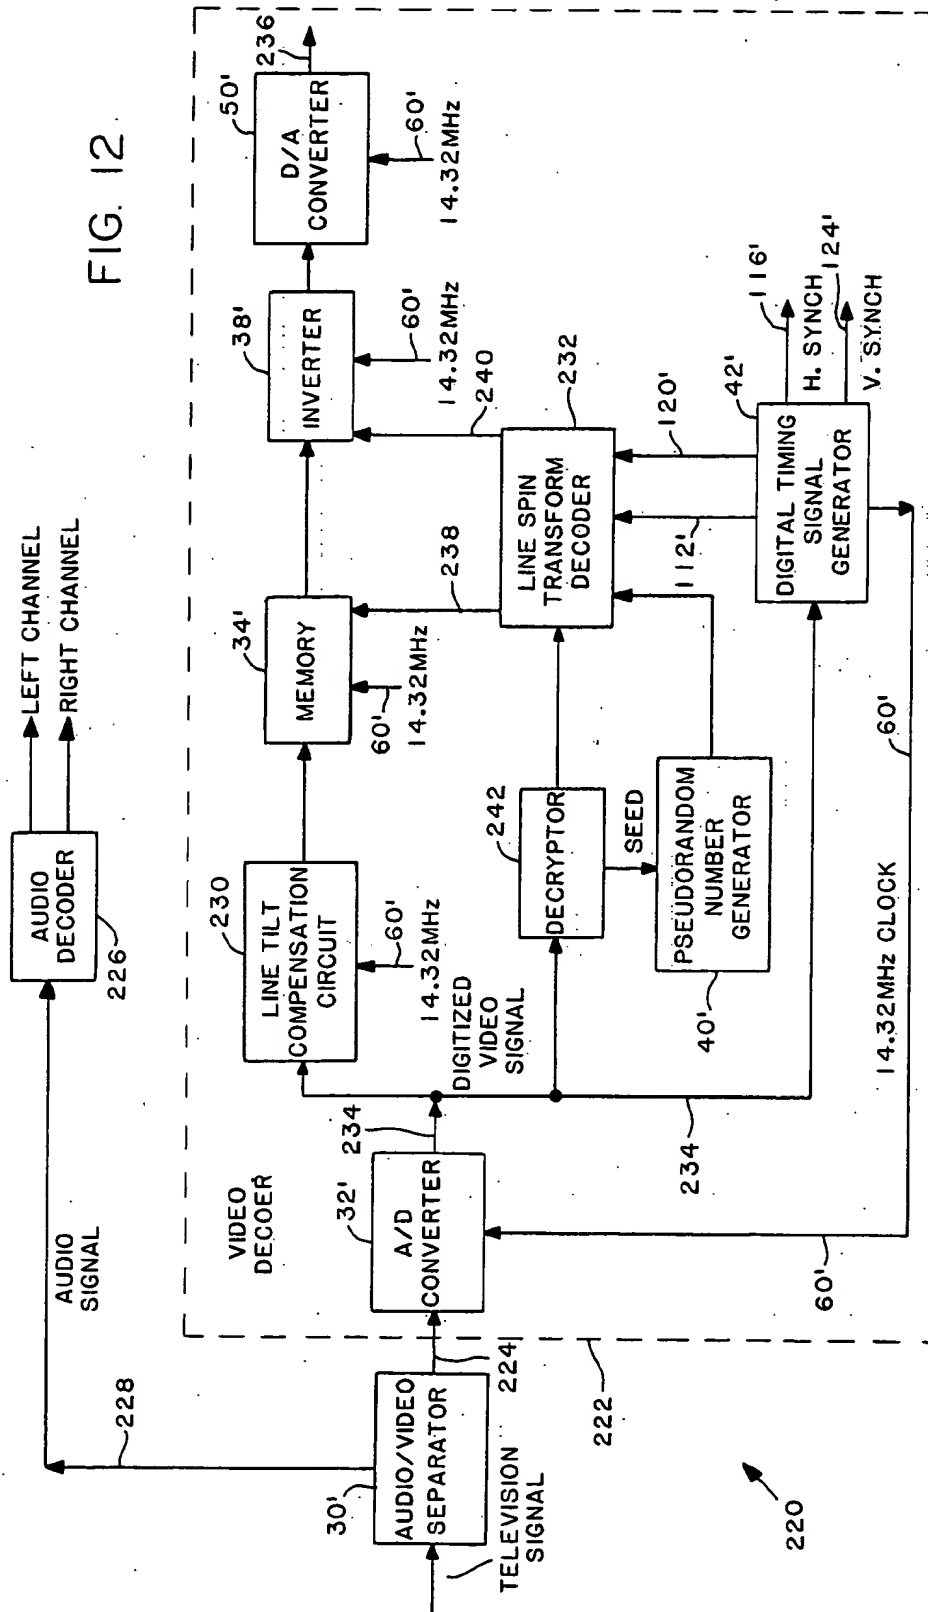 FIG. 12
LEFT CHANNEL
RIGHT CHANNEL
AUDIO
DECODER
226
AUDIO
SIGNAL
228
AUDIO/VIDEO
SEPARATOR
30'
TELEVISION
SIGNAL
224
222
220
VIDEO
DECOER
A/D
CONVERTER
32'
234
DIGITIZED
VIDEO
SIGNAL
LINE TILT
COMPENSATION
CIRCUIT
230
60'
14.32MHz
MEMORY
34'
60'
14.32MHz
INVERTER
38'
60'
14.32MHz
D/A
CONVERTER
50'
60'
14.32MHz
236
238
240
LINE SPIN
TRANSFORM
DECODER
232
DECRYPTOR
242
SEED
PSEUDORANDOM
NUMBER
GENERATOR
40'
112'
120'
DIGITAL TIMING
SIGNAL
GENERATOR
42'
116'
H. SYNCH
124'
V. SYNCH
234
60'
14.32MHz CLOCK
60'